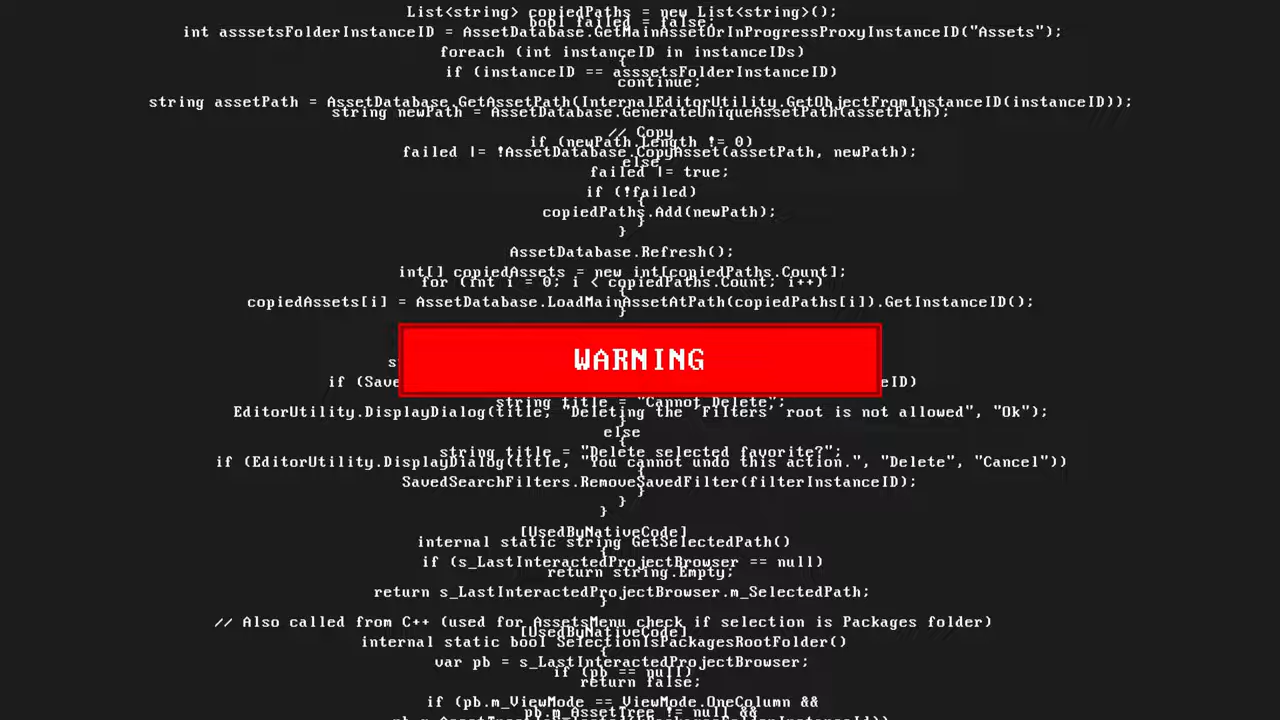 List<string> copiedPaths = new List<string>();
bool failed = false;
int asssetsFolderInstanceID = AssetDatabase.GetMainAssetOrInProgressProxyInstanceID("Assets");
foreach (int instanceID in instanceIDs)
{
if (instanceID == asssetsFolderInstanceID)
continue;
string assetPath = AssetDatabase.GetAssetPath(InternalEditorUtility.GetObjectFromInstanceID(instanceID));
string newPath = AssetDatabase.GenerateUniqueAssetPath(assetPath);
// Copy
if (newPath.Length != 0)
failed |= !AssetDatabase.CopyAsset(assetPath, newPath);
else
failed |= true;
if (!failed)
{
copiedPaths.Add(newPath);
}
}
AssetDatabase.Refresh();
int[] copiedAssets = new int[copiedPaths.Count];
for (int i = 0; i < copiedPaths.Count; i++)
{
copiedAssets[i] = AssetDatabase.LoadMainAssetAtPath(copiedPaths[i]).GetInstanceID();
}
WARNING
if (Save
eID)
string title = "Cannot Delete";
EditorUtility.DisplayDialog(title, "Deleting the 'Filters' root is not allowed", "Ok");
}
else
{
string title = "Delete selected favorite?";
if (EditorUtility.DisplayDialog(title, "You cannot undo this action.", "Delete", "Cancel"))
{
SavedSearchFilters.RemoveSavedFilter(filterInstanceID);
}
}
}
[UsedByNativeCode]
internal static string GetSelectedPath()
{
if (s_LastInteractedProjectBrowser == null)
return string.Empty;
return s_LastInteractedProjectBrowser.m_SelectedPath;
}
// Also called from C++ (used for AssetsMenu check if selection is Packages folder)
[UsedByNativeCode]
internal static bool SelectionIsPackagesRootFolder()
{
var pb = s_LastInteractedProjectBrowser;
if (pb == null)
return false;
if (pb.m_ViewMode == ViewMode.OneColumn &&
pb.m_AssetTree != null &&